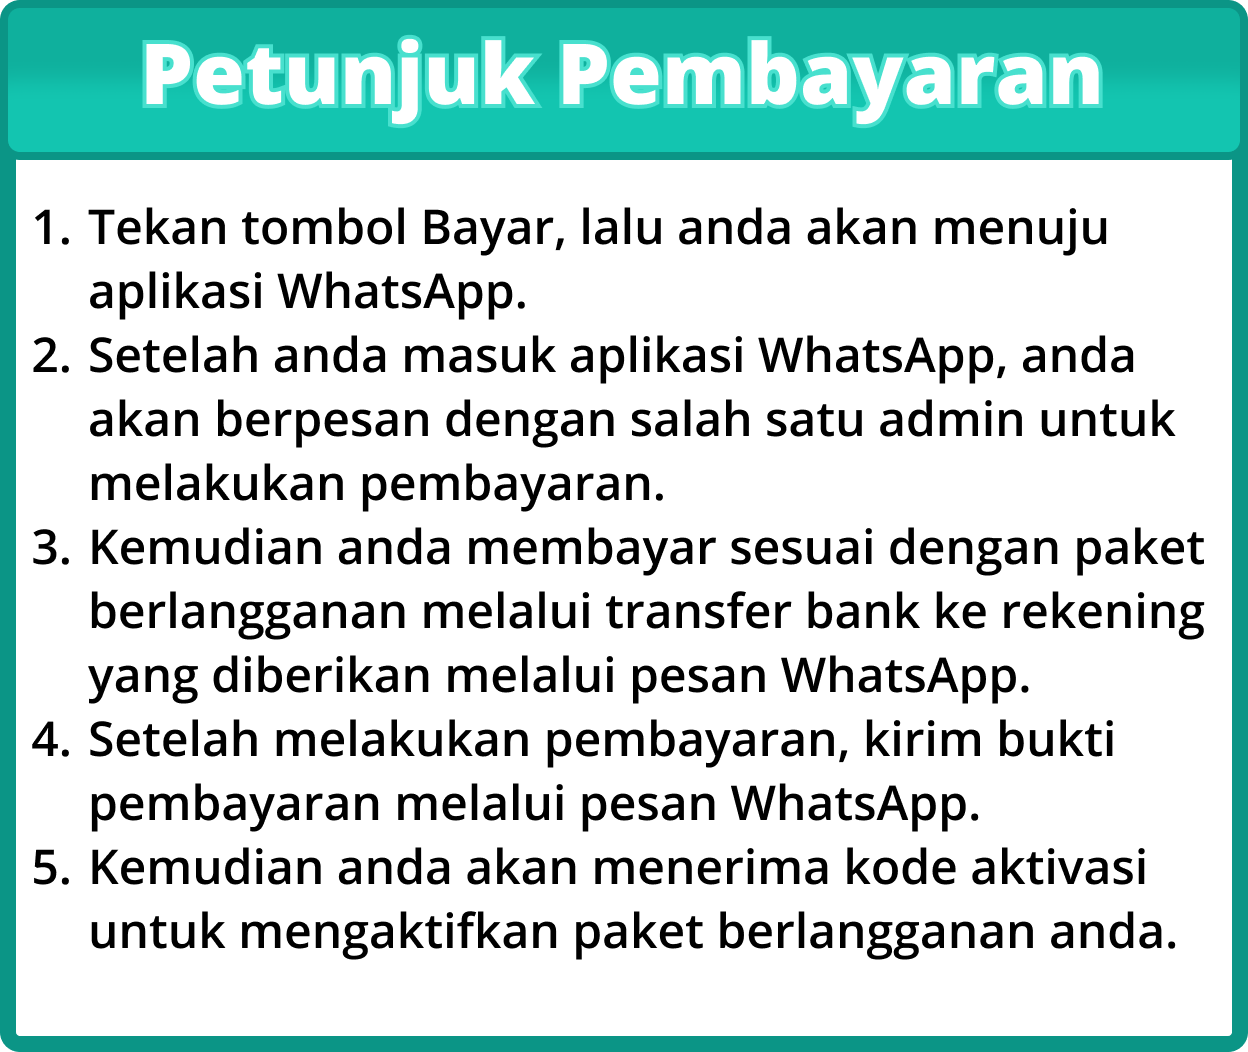 Petunjuk Pembayaran
1. Tekan tombol Bayar, lalu anda akan menuju
aplikasi WhatsApp.
2. Setelah anda masuk aplikasi WhatsApp, anda
akan berpesan dengan salah satu admin untuk
melakukan pembayaran.
3. Kemudian anda membayar sesuai dengan paket
berlangganan melalui transfer bank ke rekening
yang diberikan melalui pesan WhatsApp.
4. Setelah melakukan pembayaran, kirim bukti
pembayaran melalui pesan WhatsApp.
5. Kemudian anda akan menerima kode aktivasi
untuk mengaktifkan paket berlangganan anda.